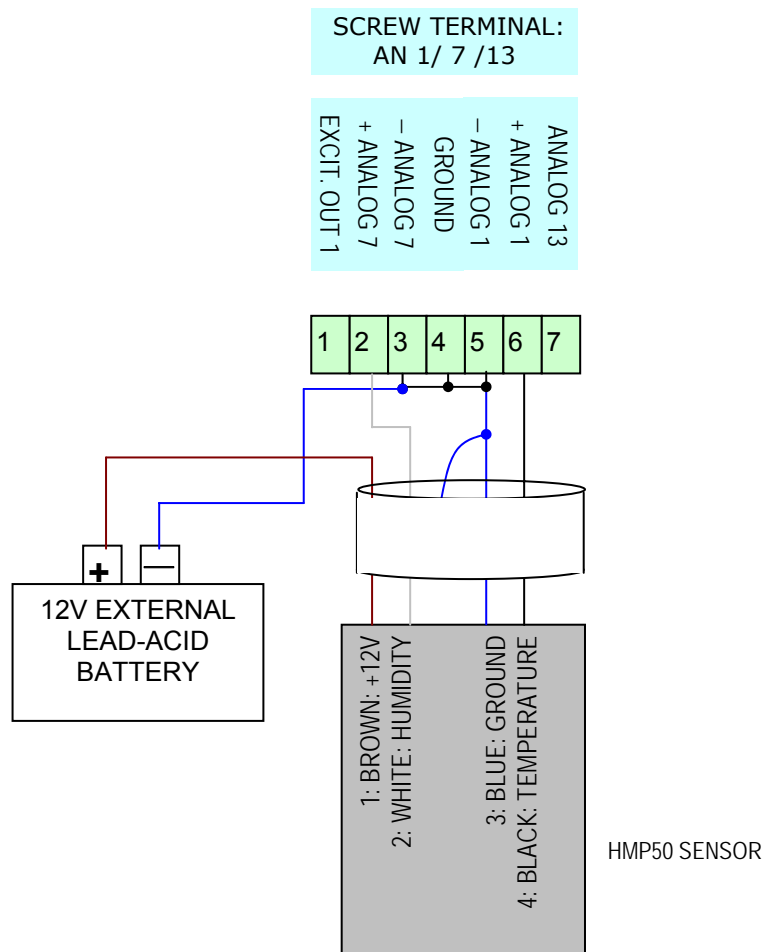 SCREW TERMINAL:
AN 1/ 7 /13
EXCIT. OUT 1
+ ANALOG 7
– ANALOG 7
GROUND
– ANALOG 1
+ ANALOG 1
ANALOG 13
1 2 3 4 5 6 7
+ —
12V EXTERNAL
LEAD-ACID
BATTERY
1: BROWN: +12V
2: WHITE: HUMIDITY
3: BLUE: GROUND
4: BLACK: TEMPERATURE
HMP50 SENSOR